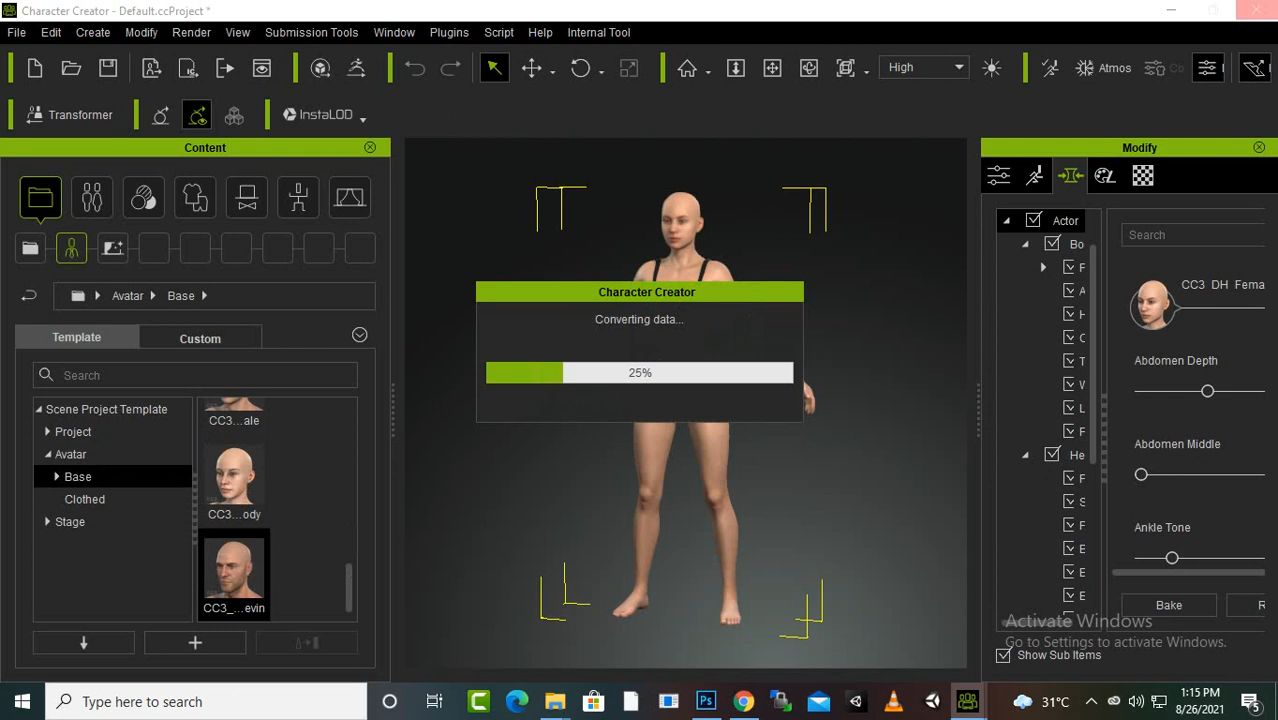 Character Creator - Default.ccProject *
File Edit Create Modify Render View Submission Tools Window Plugins Script Help Internal Tool
High
Atmos
Transformer
InstaLOD
Content
Modify
Actor
Search
Bo
F
CC3 DH Fema
Avatar Base
Character Creator
Converting data...
25%
Template
Custom
Search
Abdomen Depth
Scene Project Template
Project
Avatar
Base
Clothed
Stage
CC3...ale
CC3...ody
CC3_...evin
A
H
C
T
W
L
F
He
F
S
F
E
E
E
Abdomen Middle
Ankle Tone
Bake
R
Show Sub Items
Activate Windows
Go to Settings to activate Windows.
Type here to search
Ps
31°C
1:15 PM
8/26/2021
5